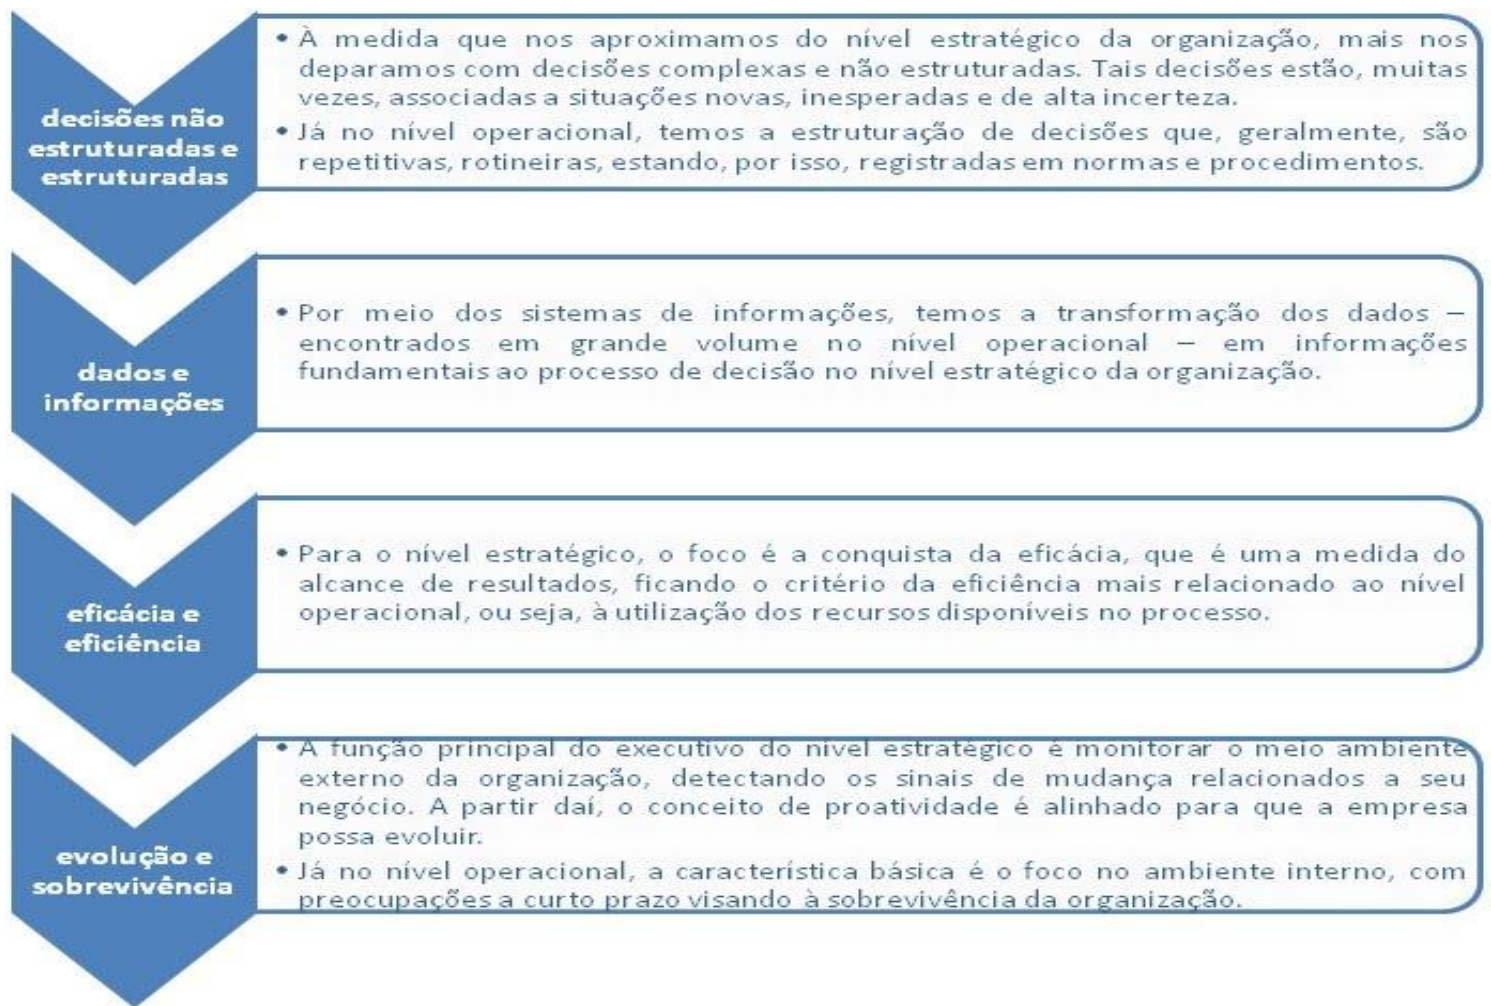 decisões não
estruturadas e
estruturadas
• À medida que nos aproximamos do nível estratégico da organização, mais nos
deparamos com decisões complexas e não estruturadas. Tais decisões estão, muitas
vezes, associadas a situações novas, inesperadas e de alta incerteza.
• Já no nível operacional, temos a estruturação de decisões que, geralmente, são
repetitivas, rotineiras, estando, por isso, registradas em normas e procedimentos.
dados e
informações
• Por meio dos sistemas de informações, temos a transformação dos dados –
encontrados em grande volume no nível operacional – em informações
fundamentais ao processo de decisão no nível estratégico da organização.
eficácia e
eficiência
• Para o nível estratégico, o foco é a conquista da eficácia, que é uma medida do
alcance de resultados, ficando o critério da eficiência mais relacionado ao nível
operacional, ou seja, à utilização dos recursos disponíveis no processo.
evolução e
sobrevivência
• A função principal do executivo do nível estratégico é monitorar o meio ambiente
externo da organização, detectando os sinais de mudança relacionados a seu
negócio. A partir daí, o conceito de proatividade é alinhado para que a empresa
possa evoluir.
• Já no nível operacional, a característica básica é o foco no ambiente interno, com
preocupações a curto prazo visando à sobrevivência da organização.